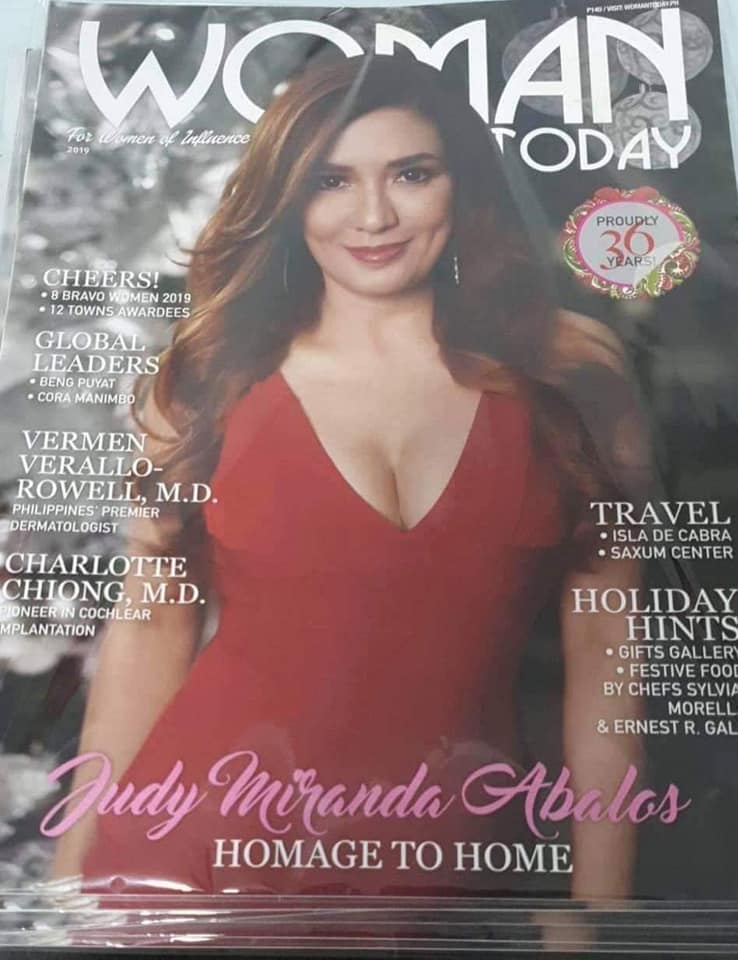 P140 / VISIT: WOMANTODAY.PH
WOMAN
TODAY
For Women of Influence
2019
PROUDLY
36
YEARS!
CHEERS!
• 8 BRAVO WOMEN 2019
• 12 TOWNS AWARDEES
GLOBAL
LEADERS
• BENG PUYAT
• CORA MANIMBO
VERMEN
VERALLO-
ROWELL, M.D.
PHILIPPINES' PREMIER
DERMATOLOGIST
CHARLOTTE
CHIONG, M.D.
PIONEER IN COCHLEAR
MPLANTATION
TRAVEL
• ISLA DE CABRA
• SAXUM CENTER
HOLIDAY
HINTS
• GIFTS GALLERY
• FESTIVE FOOD
BY CHEFS SYLVIA
MORELL
& ERNEST R. GAL
Judy Miranda Abalos
HOMAGE TO HOME